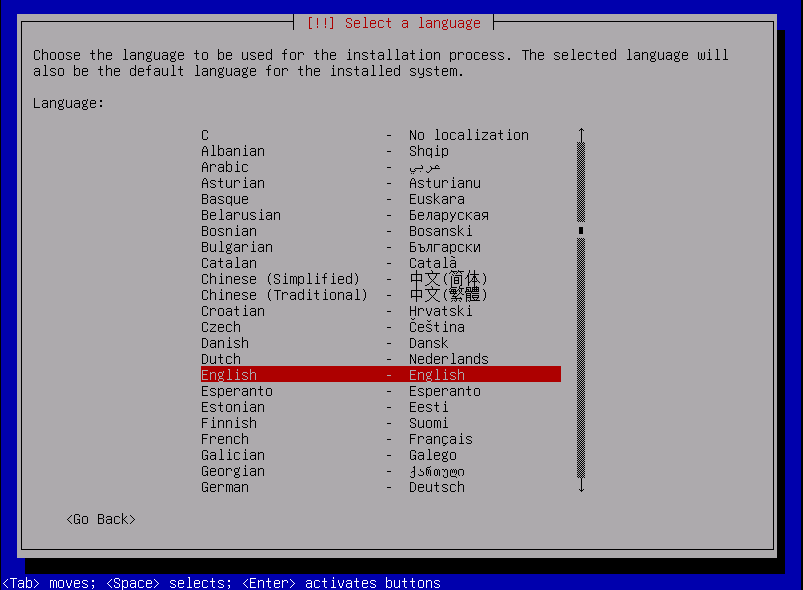 [!!] Select a language
Choose the language to be used for the installation process. The selected language will
also be the default language for the installed system.
Language:
C - No localization
Albanian - Shqip
Arabic - عربي
Asturian - Asturianu
Basque - Euskara
Belarusian - Беларуская
Bosnian - Bosanski
Bulgarian - Български
Catalan - Català
Chinese (Simplified) - 中文(简体)
Chinese (Traditional) - 中文(繁體)
Croatian - Hrvatski
Czech - Čeština
Danish - Dansk
Dutch - Nederlands
English - English
Esperanto - Esperanto
Estonian - Eesti
Finnish - Suomi
French - Français
Galician - Galego
Georgian - ქართული
German - Deutsch
<Go Back>
<Tab> moves; <Space> selects; <Enter> activates buttons